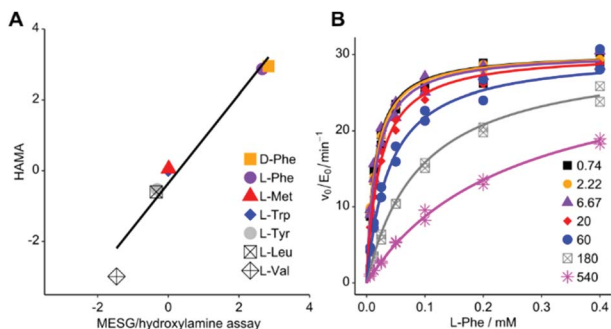 A
HAMA
4
2
0
-2
D-Phe
L-Phe
L-Met
L-Trp
L-Tyr
L-Leu
L-Val
-2
0
2
4
MESG/hydroxylamine assay
B
v₀/E₀/min⁻¹
30
20
10
0
0.74
2.22
6.67
20
60
180
540
0.0
0.1
0.2
0.3
0.4
L-Phe / mM